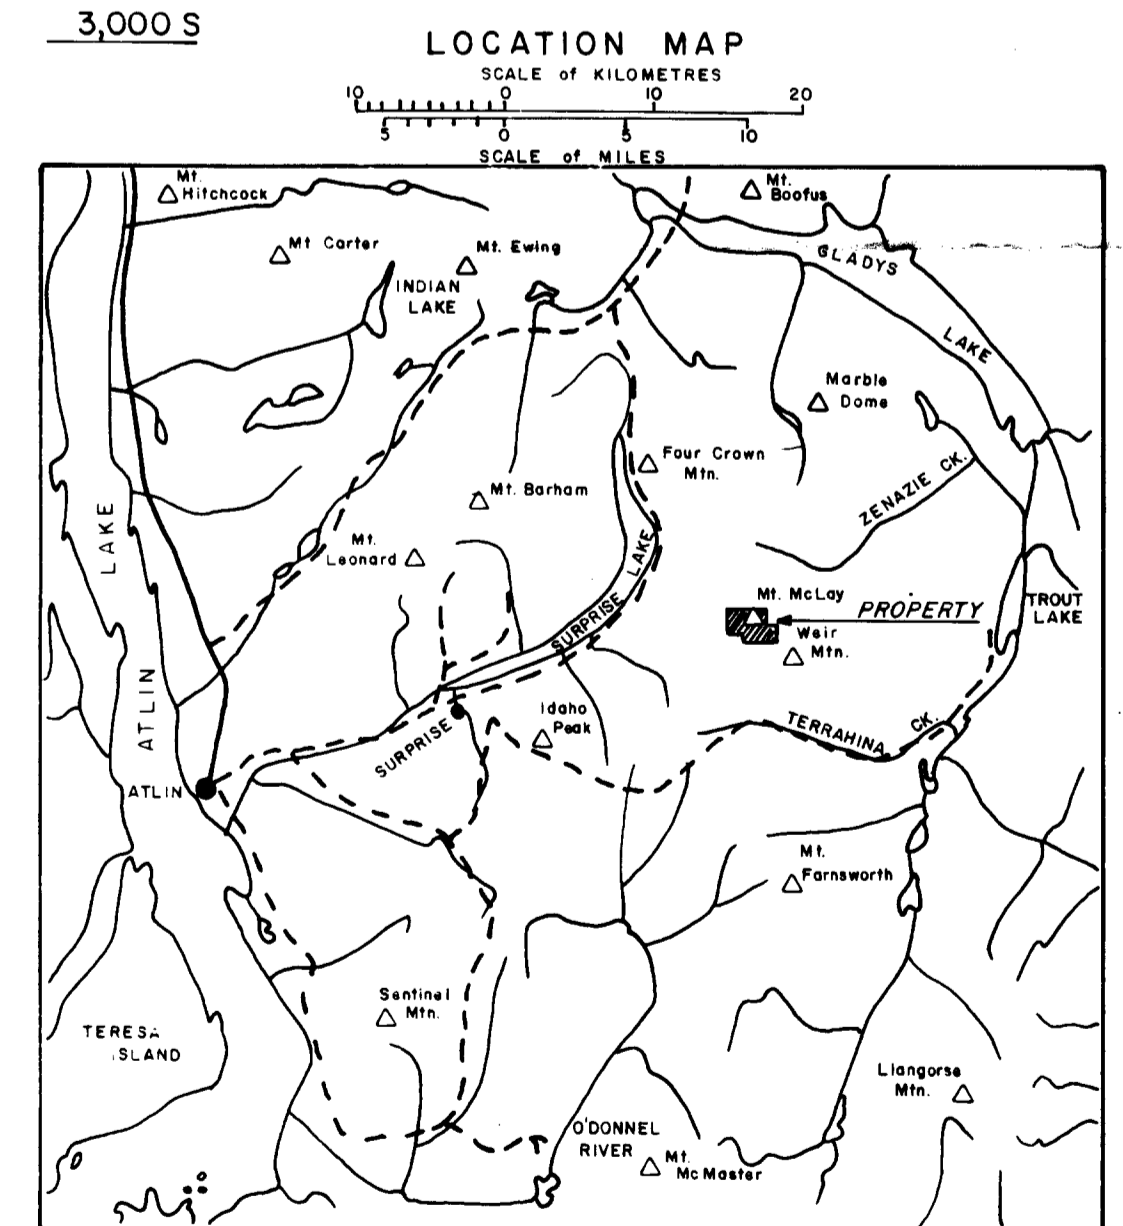 3,000 S
LOCATION MAP
SCALE of KILOMETRES
10 0 10 20
5 0 5 10
SCALE of MILES
Mt.
Hitchcock
Mt.
Boofus
Mt Carter
Mt. Ewing
GLADYS
LAKE
INDIAN
LAKE
Marble
Dome
Four Crown
Mtn.
ZENAZIE CK.
Mt. Barham
LAKE
Mt.
Leonard
SURPRISE LAKE
Mt. McLay
PROPERTY
TROUT
LAKE
Weir
Mtn.
ATLIN
Idaho
Peak
SURPRISE
TERRAHINA CK.
ATLIN
Mt.
Farnsworth
Sentinel
Mtn.
TERESA
ISLAND
Llangorse
Mtn.
O'DONNEL
RIVER
Mt.
McMaster